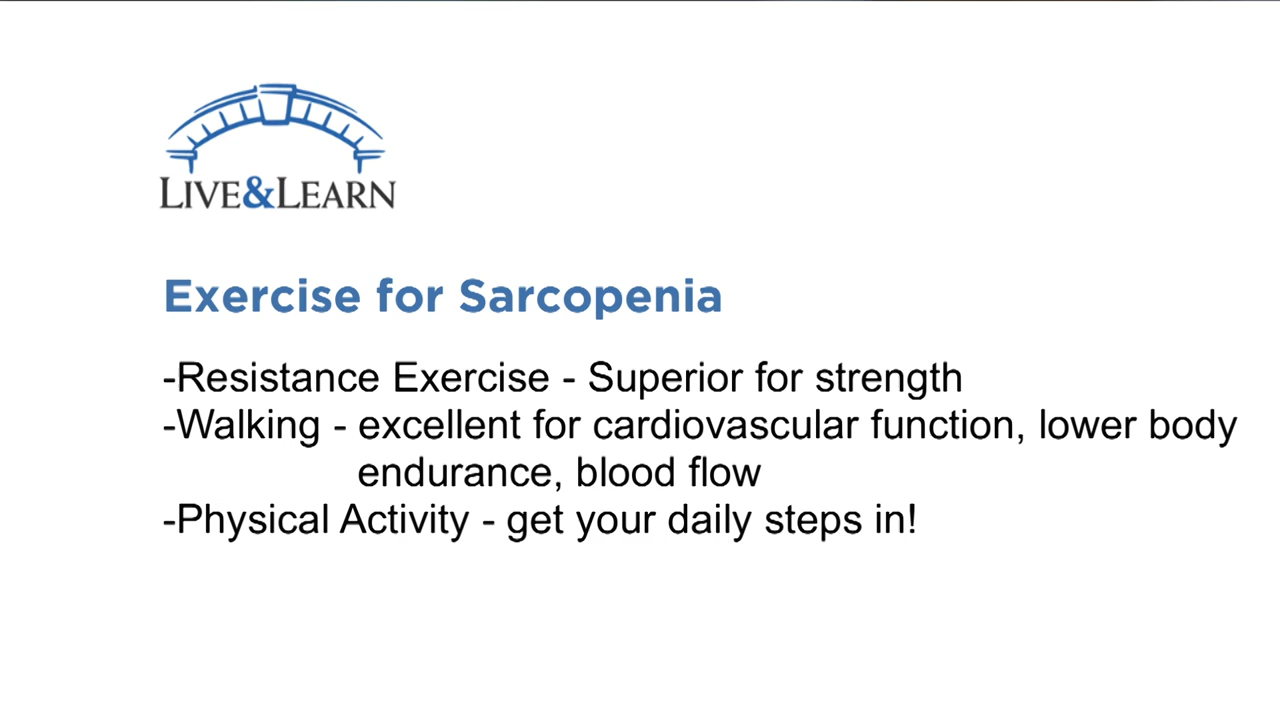 LIVE&LEARN
Exercise for Sarcopenia
-Resistance Exercise - Superior for strength
-Walking - excellent for cardiovascular function, lower body
endurance, blood flow
-Physical Activity - get your daily steps in!